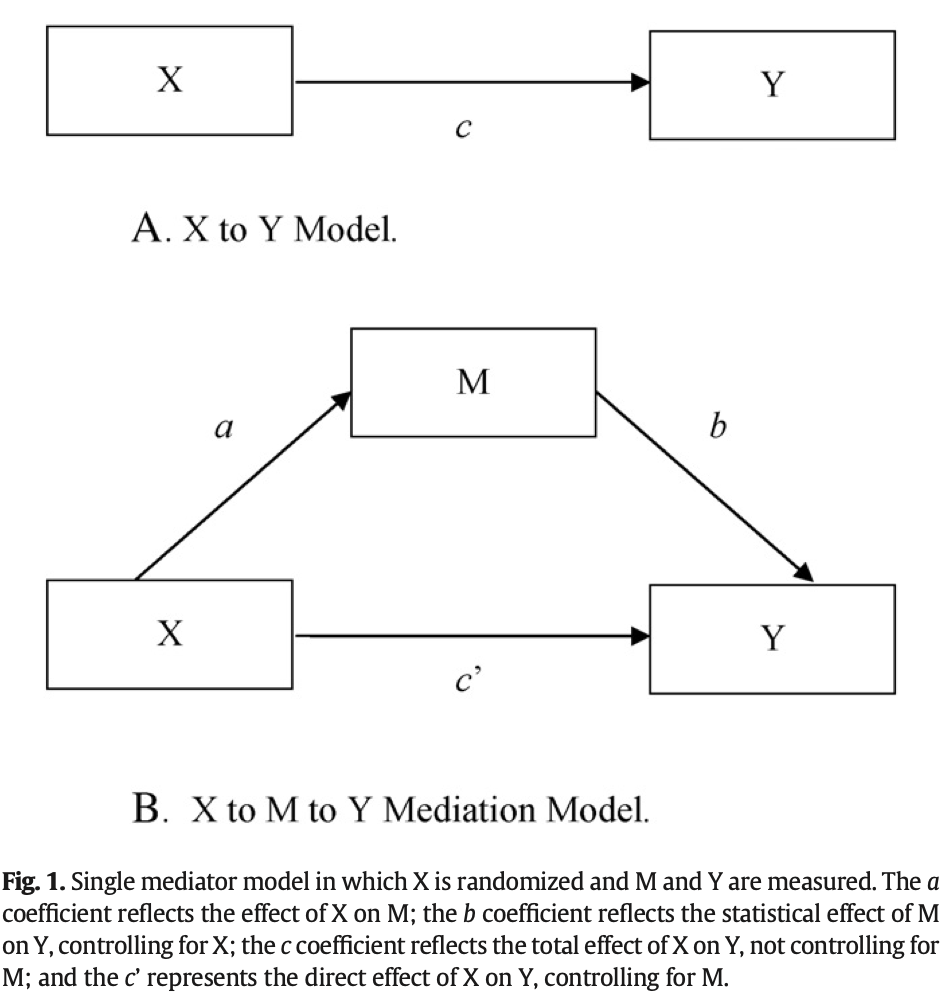 X
Y
c
A. X to Y Model.
M
a
b
X
Y
c’
B. X to M to Y Mediation Model.
Fig. 1. Single mediator model in which X is randomized and M and Y are measured. The a
coefficient reflects the effect of X on M; the b coefficient reflects the statistical effect of M
on Y, controlling for X; the c coefficient reflects the total effect of X on Y, not controlling for
M; and the c’ represents the direct effect of X on Y, controlling for M.